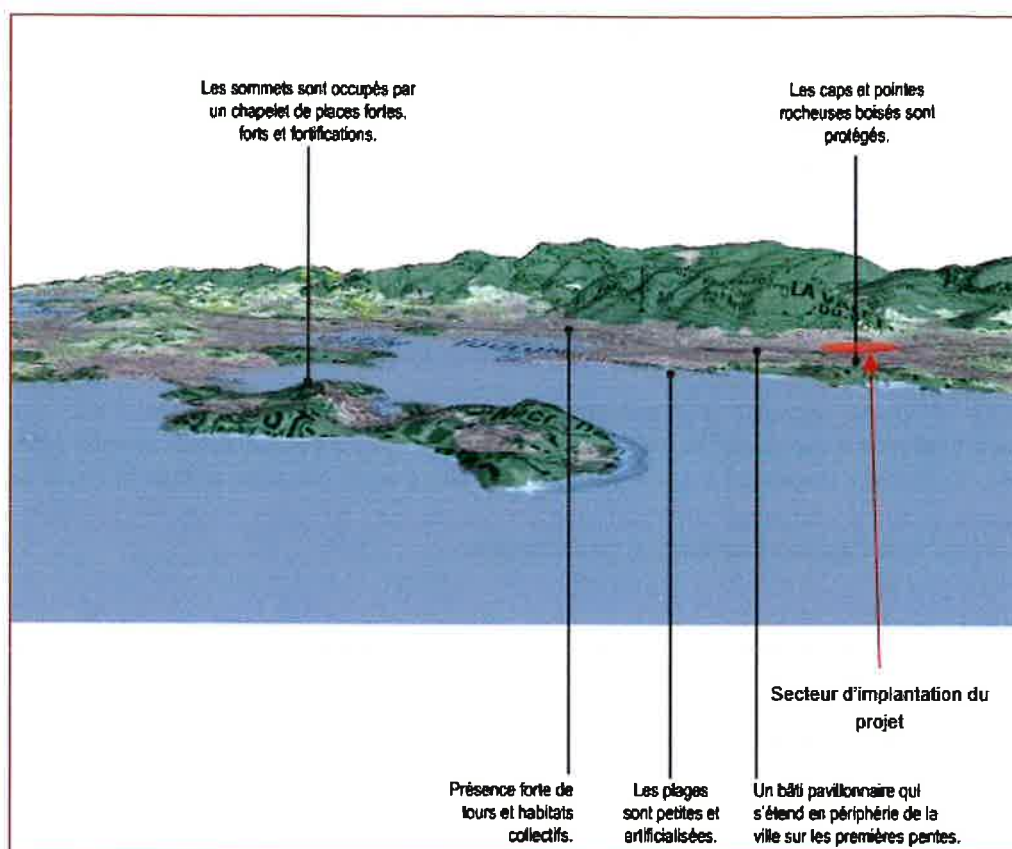 Les sommets sont occupés par
un chapelet de places fortes,
forts et fortifications.
Les caps et pointes
rocheuses boisés sont
protégés.
Secteur d'implantation du
projet
Présence forte de
tours et habitats
collectifs.
Les plages
sont petites et
artificialisées.
Un bâti pavillonnaire qui
s'étend en périphérie de la
ville sur les premières pentes.